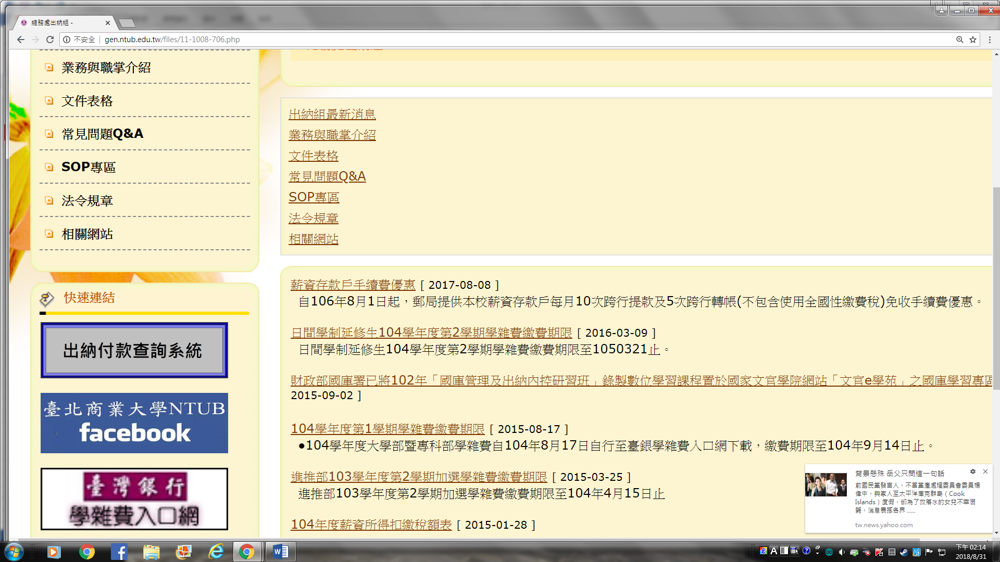 總務處出納組 -
不安全
gen.ntub.edu.tw/files/11-1008-706.php
業務與職掌介紹
文件表格
常見問題Q&A
SOP專區
法令規章
相關網站
快速連結
出納付款查詢系統
臺北商業大學NTUB
facebook
臺灣銀行
學雜費入口網
出納組最新消息
業務與職掌介紹
文件表格
常見問題Q&A
SOP專區
法令規章
相關網站
薪資存款戶手續費優惠 [ 2017-08-08 ]
自106年8月1日起，郵局提供本校薪資存款戶每月10次跨行提款及5次跨行轉帳(不包含使用全國性繳費稅)免收手續費優惠。
日間學制延修生104學年度第2學期學雜費繳費期限 [ 2016-03-09 ]
日間學制延修生104學年度第2學期學雜費繳費期限至1050321止。
財政部國庫署已將102年「國庫管理及出納內控研習班」錄製數位學習課程置於國家文官學院網站「文官e學苑」之國庫學習專區
2015-09-02 ]
104學年度第1學期學雜費繳費期限 [ 2015-08-17 ]
●104學年度大學部暨專科部學雜費自104年8月17日自行至臺銀學雜費入口網下載，繳費期限至104年9月14日止。
進推部103學年度第2學期加選學雜費繳費期限 [ 2015-03-25 ]
進推部103學年度第2學期加選學雜費繳費期限至104年4月15日止
104年度薪資所得扣繳稅額表 [ 2015-01-28 ]
背景懸殊 岳父只問這一句話
前國民黨發言人、不當黨產處理委員會委員楊
偉中，與家人至太平洋庫克群島（Cook
Islands）度假，卻為了救落水的女兒不幸溺
斃，消息震撼各界 ......
tw.news.yahoo.com
下午 02:14
2018/8/31